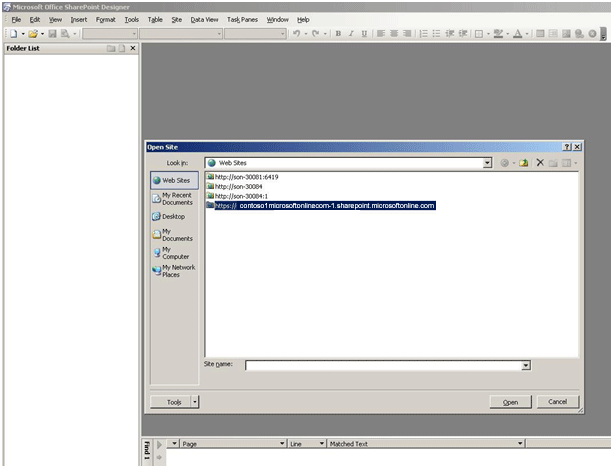 Microsoft Office SharePoint Designer
File Edit View Insert Format Tools Table Site Data View Task Panes Window Help
B I U A
Folder List
Open Site
Look in: Web Sites
Web Sites
My Recent Documents
Desktop
My Documents
My Computer
My Network Places
http://son-30081:6419
http://son-30084
http://son-30084:1
https:// contoso1microsoftonlinecom-1.sharepoint.microsoftonline.com
Site name:
Tools Open Cancel
Find 1 Page Line Matched Text